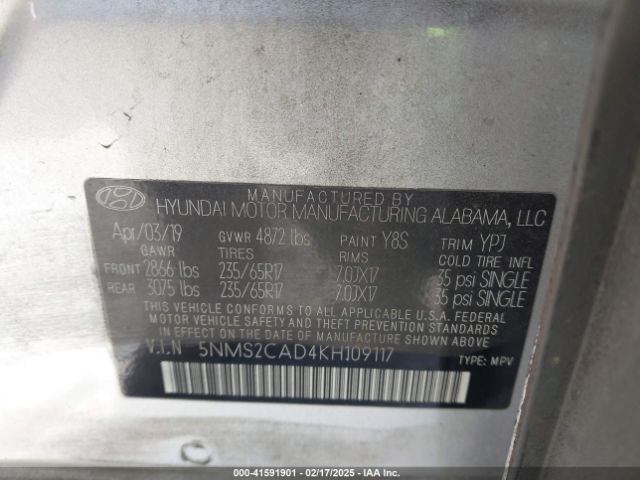 MANUFACTURED BY
HYUNDAI MOTOR MANUFACTURING ALABAMA, LLC
Apr/03/19 GVWR 4872 lbs PAINT Y8S TRIM YPJ
GAWR TIRES RIMS COLD TIRE INFL
FRONT 2866 lbs 235/65R17 7.0JX17 35 psi SINGLE
REAR 3075 lbs 235/65R17 7.0JX17 35 psi SINGLE
THIS VEHICLE CONFORMS TO ALL APPLICABLE U.S.A. FEDERAL
MOTOR VEHICLE SAFETY AND THEFT PREVENTION STANDARDS
IN EFFECT ON THE DATE OF MANUFACTURE SHOWN ABOVE.
V.I.N 5NMS2CAD4KH109117 TYPE: MPV
000-41591901 - 02/17/2025 - IAA Inc.